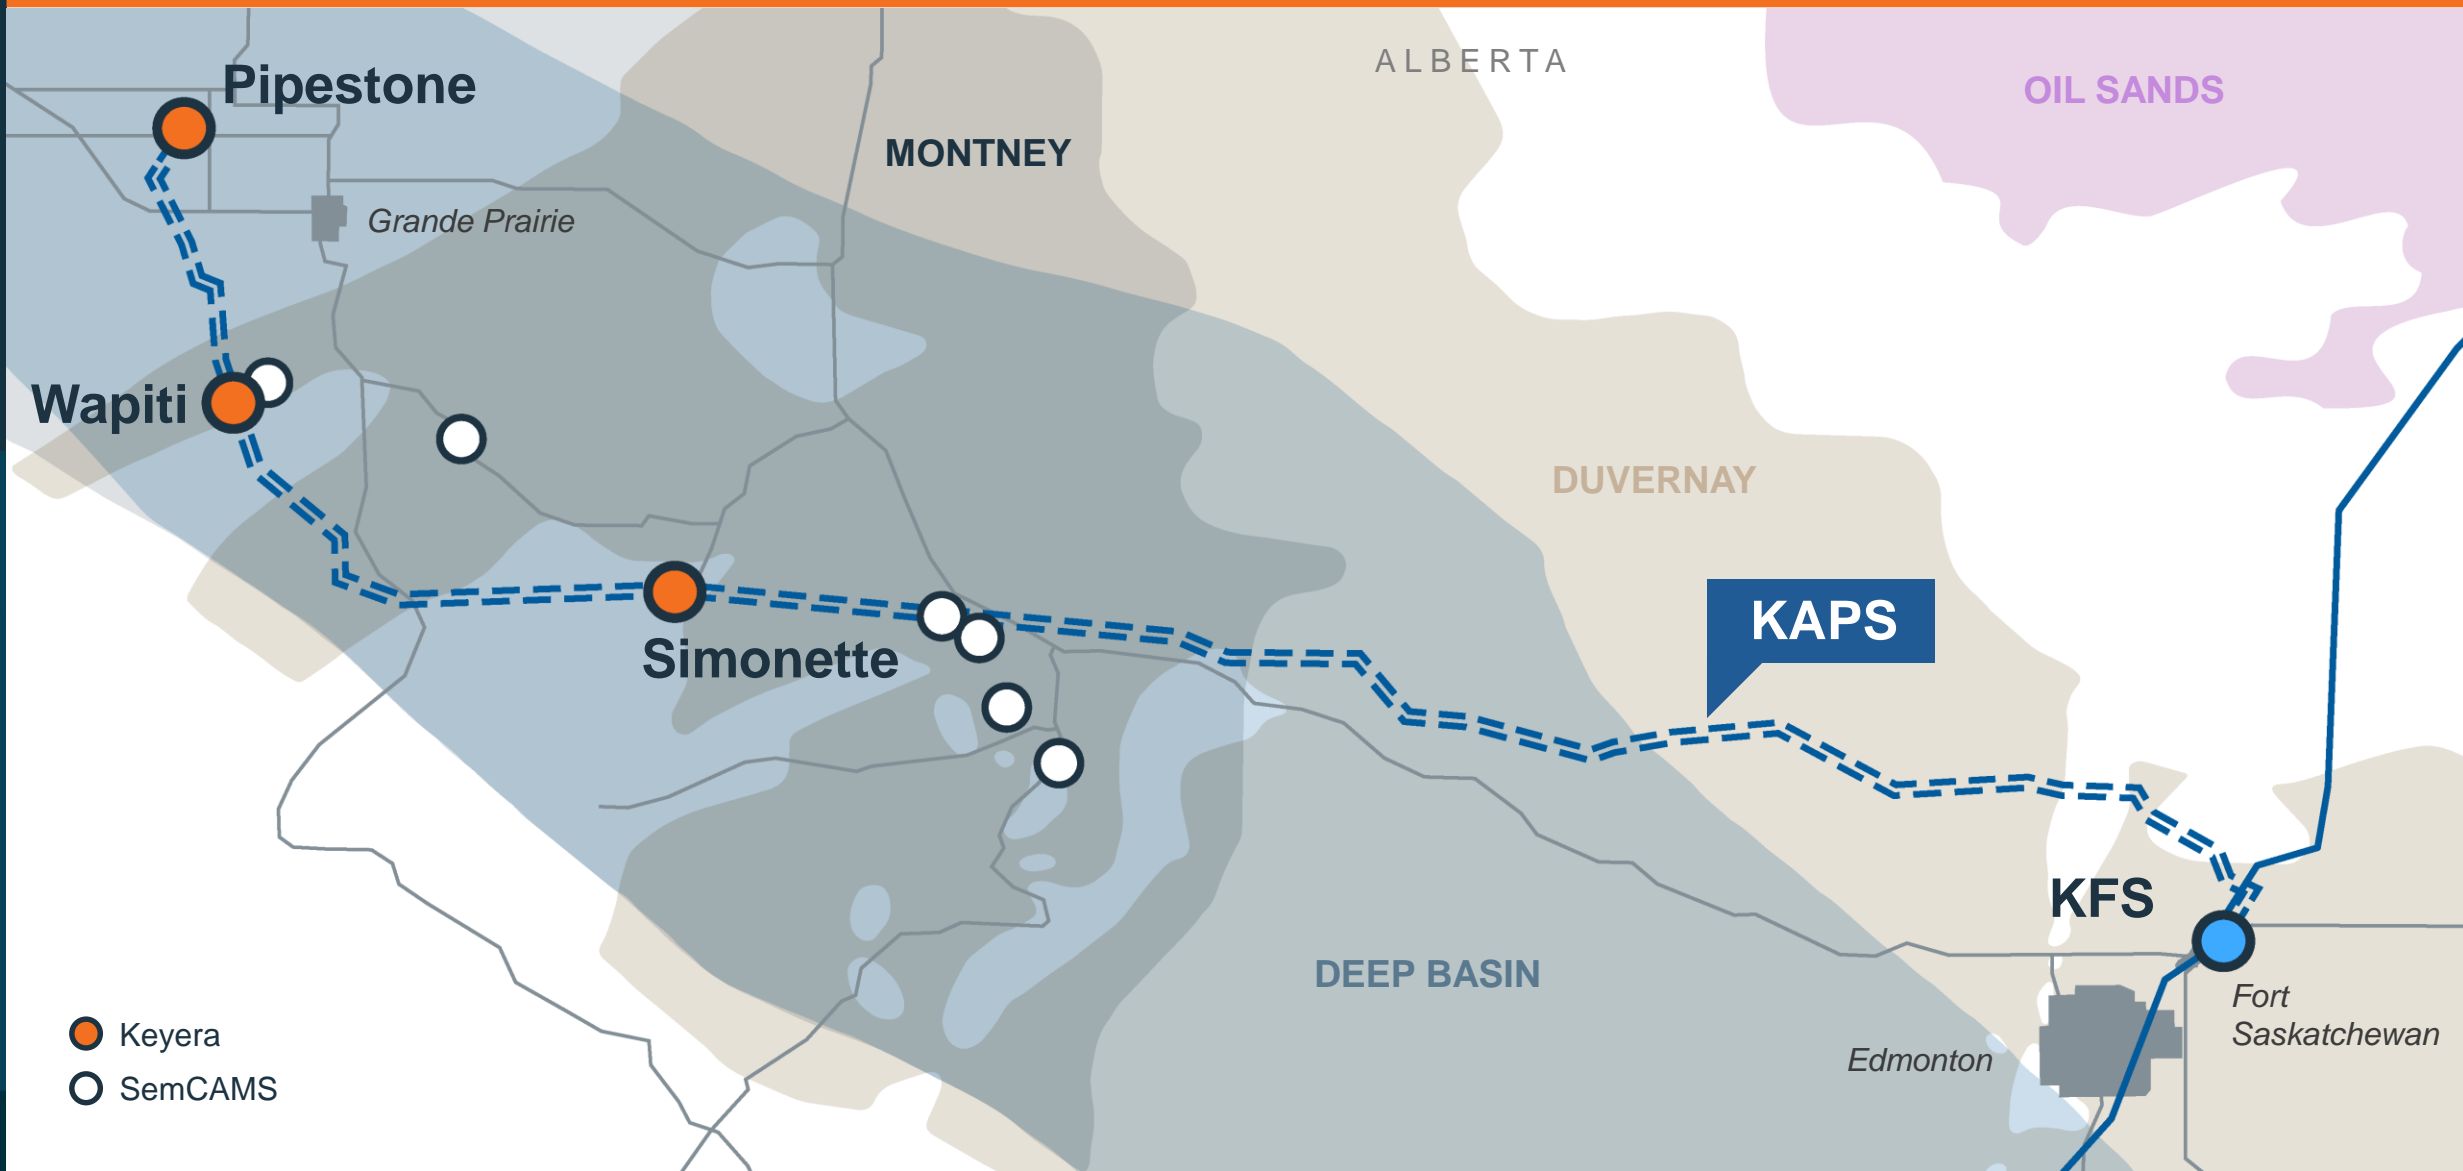 ALBERTA
Pipestone
OIL SANDS
MONTNEY
Grande Prairie
Wapiti
DUVERNAY
KAPS
Simonette
KFS
DEEP BASIN
Fort
Saskatchewan
Edmonton
Keyera
SemCAMS